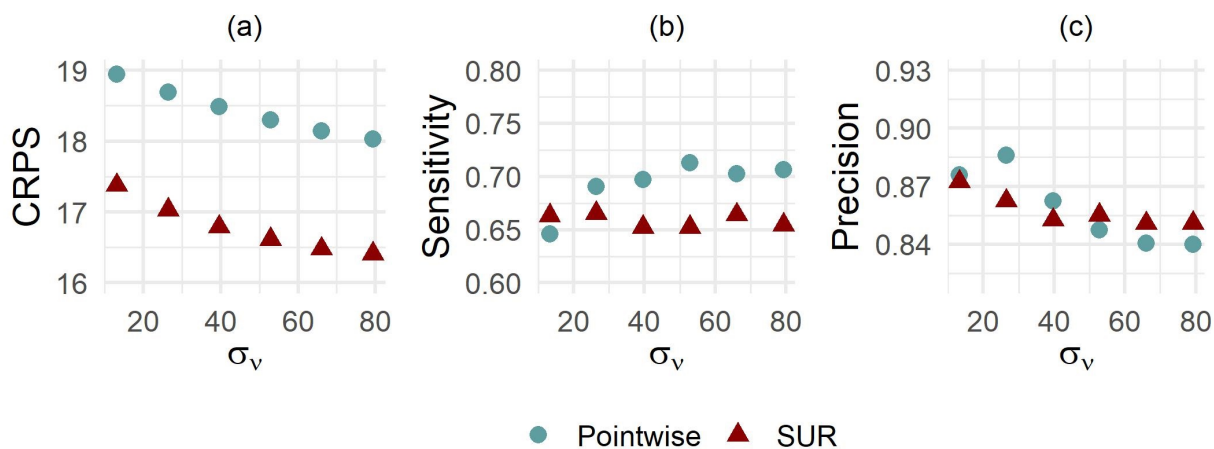 (a)
(b)
(c)
CRPS
19
18
17
16
20 40 60 80
σν
Sensitivity
0.80
0.75
0.70
0.65
0.60
20 40 60 80
σν
Precision
0.93
0.90
0.87
0.84
20 40 60 80
σν
Pointwise SUR